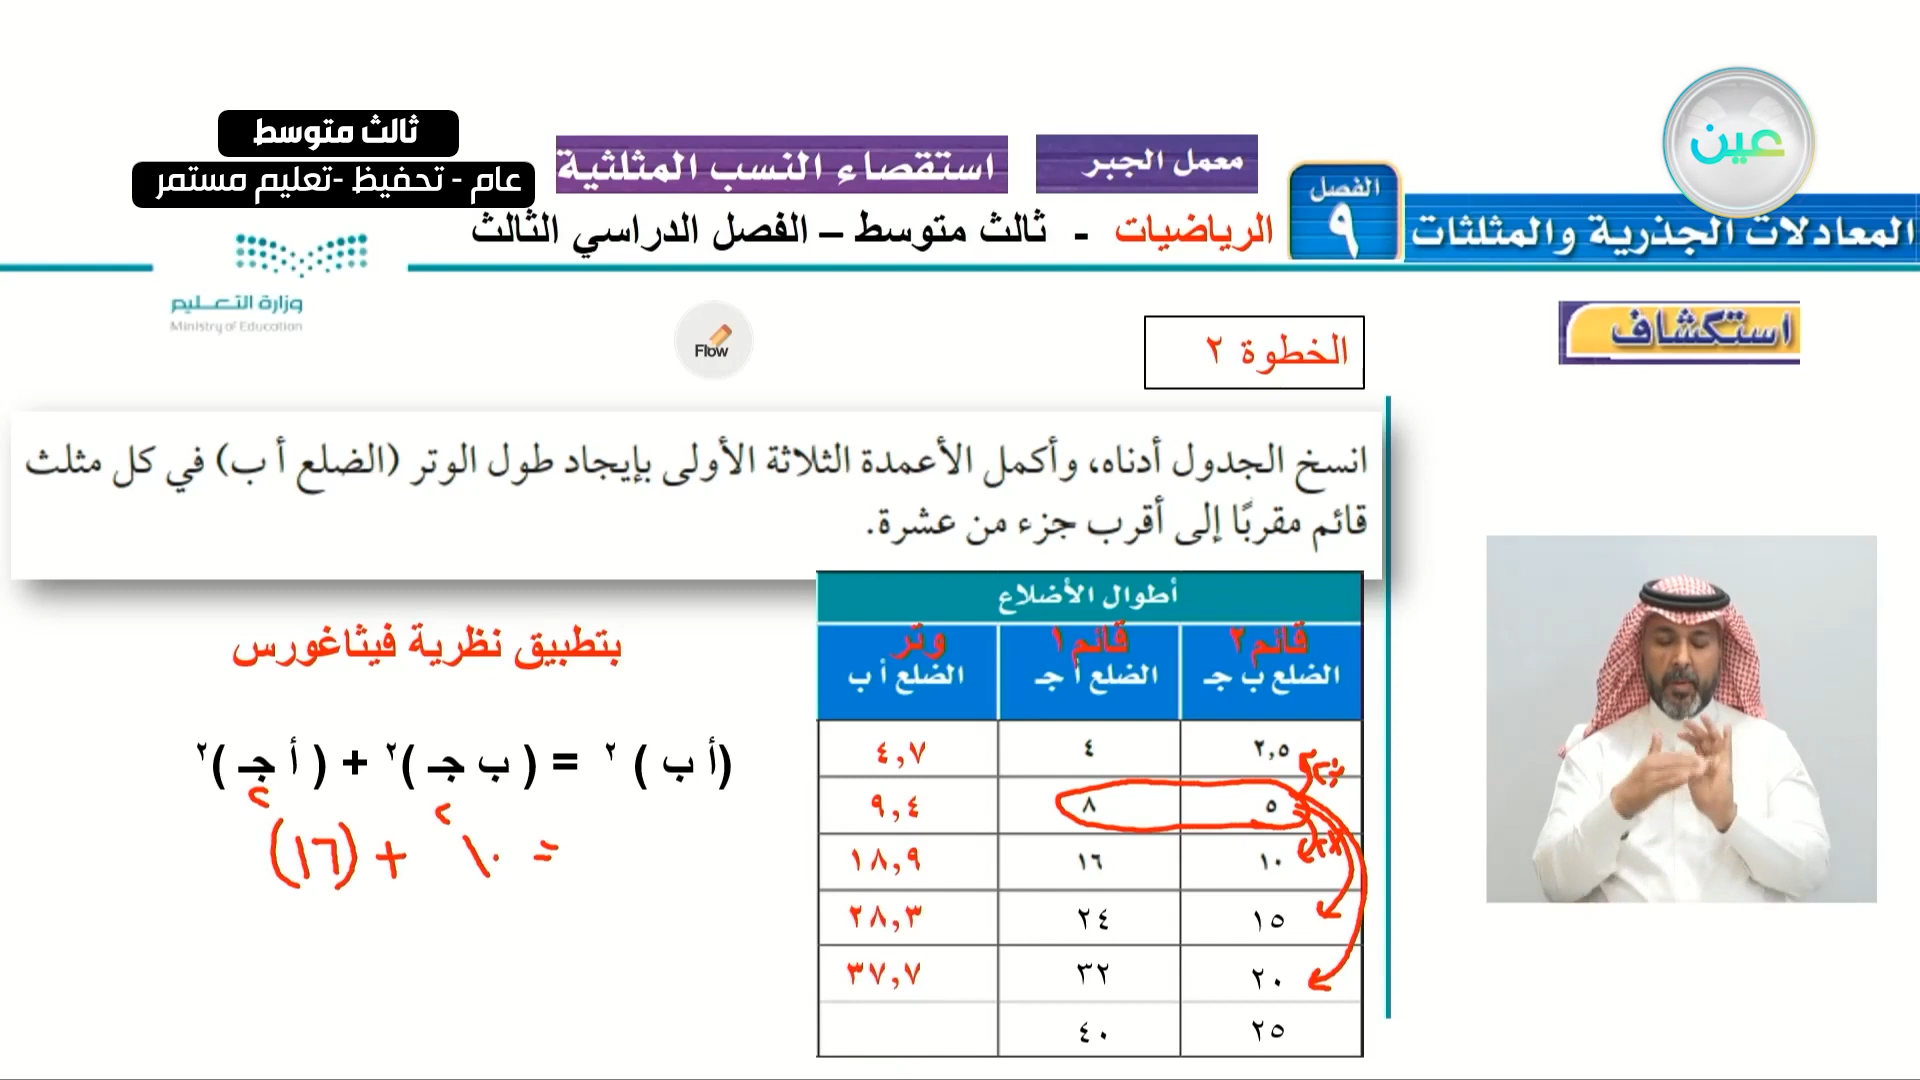 عين
ثالث متوسط
عام - تحفيظ -تعليم مستمر
استقصاء النسب المثلثية
معمل الجبر
الفصل
٩
المعادلات الجذرية والمثلثات
الرياضيات - ثالث متوسط – الفصل الدراسي الثالث
وزارة التعليم
Ministry of Education
استكشاف
Flow
الخطوة ٢
انسخ الجدول أدناه، وأكمل الأعمدة الثلاثة الأولى بإيجاد طول الوتر (الضلع أ ب) في كل مثلث
قائم مقربًا إلى أقرب جزء من عشرة.
أطوال الأضلاع
قائم٢ قائم١ وتر
الضلع ب جـ الضلع أ جـ الضلع أ ب
٢,٥ ٤ ٤,٧
٥ ٨ ٩,٤
١٠ ١٦ ١٨,٩
١٥ ٢٤ ٢٨,٣
٢٠ ٣٢ ٣٧,٧
٢٥ ٤٠
بتطبيق نظرية فيثاغورس
(أ ب )٢ = ( ب جـ )٢ + ( أ جـ )٢
= ١٠٢ + (١٦)٢